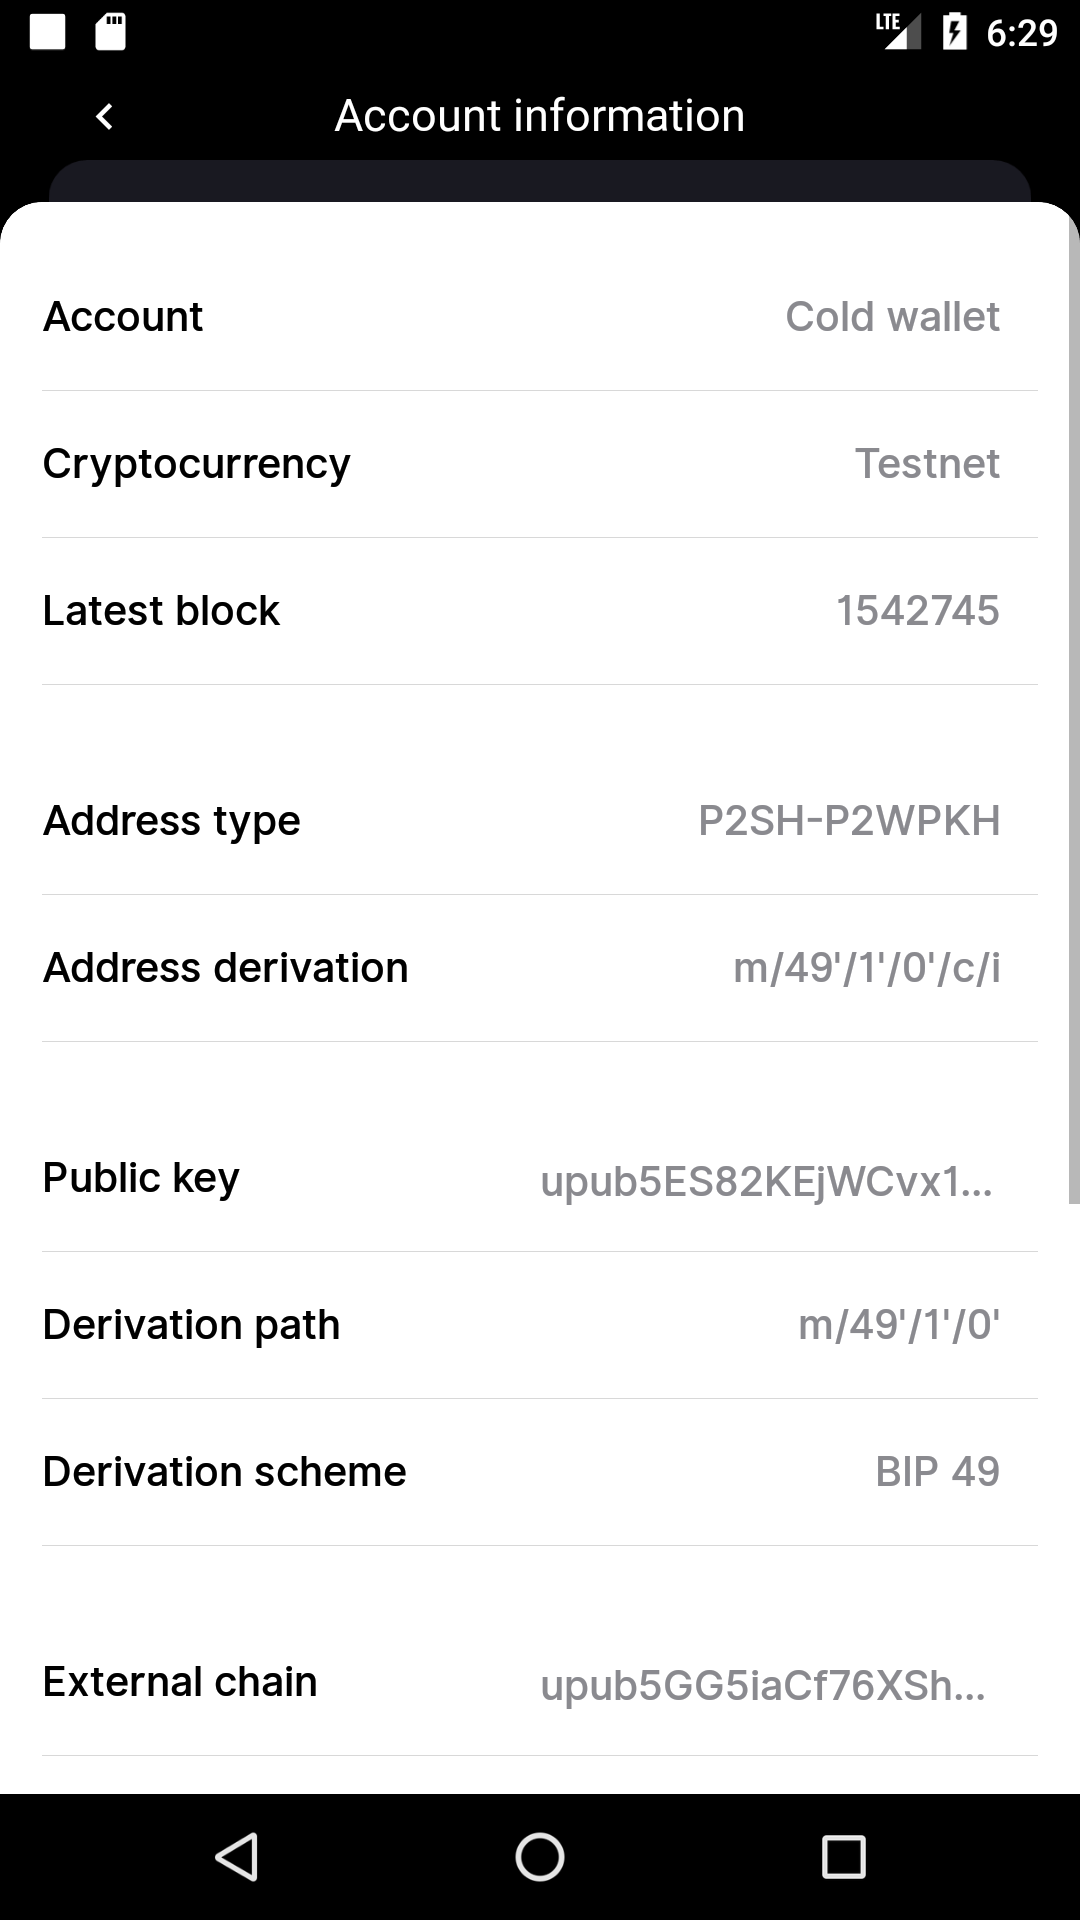 LTE 6:29
Account information
Account Cold wallet
Cryptocurrency Testnet
Latest block 1542745
Address type P2SH-P2WPKH
Address derivation m/49'/1'/0'/c/i
Public key upub5ES82KEjWCvx1...
Derivation path m/49'/1'/0'
Derivation scheme BIP 49
External chain upub5GG5iaCf76XSh...